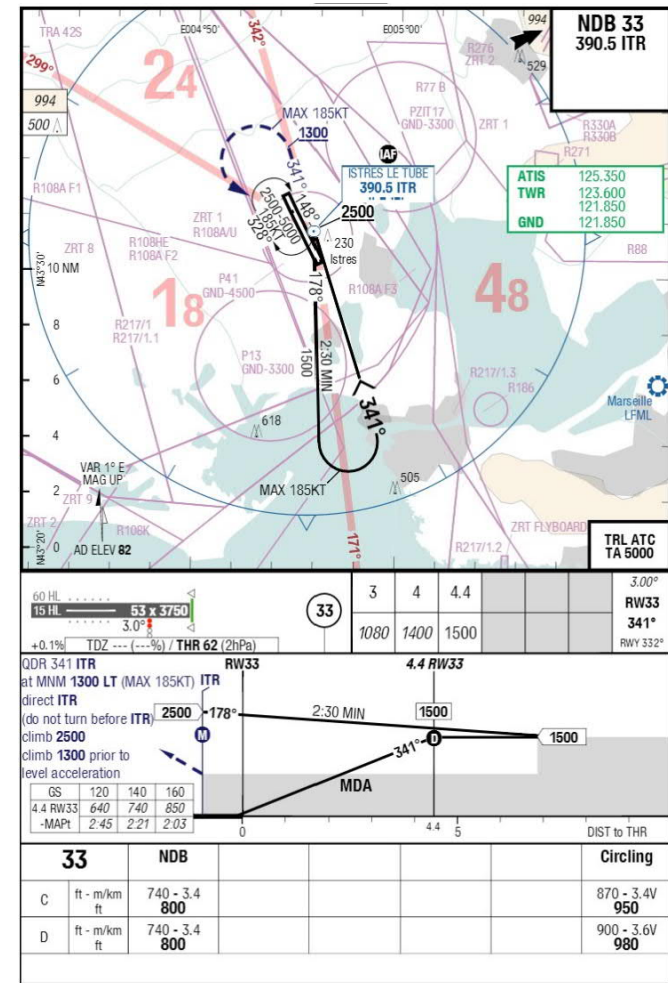 NDB 33
390.5 ITR
TRA 42S
E004°50'
E005°00'
994
342°
R276
ZRT 2
529
299°
24
R77 B
994
500
MAX 185KT
1300
PZIT17
GND-3300
ZRT 1
R330A
R330B
R271
IAF
ISTRES LE TUBE
390.5 ITR
ATIS 125.350
TWR 123.600
121.850
GND 121.850
R108A F1
341°
148°
2500
2500-5000
185KT
328°
ZRT 1
R108A/U
230
Istres
R88
ZRT 8
R108HE
R108A F2
N43°30'
10 NM
178°
P41
GND-4500
R108A F3
18
48
8
R217/1
R217/1.1
1500
2:30 MIN
P13
GND-3300
6
R217/1.3
R186
341°
Marseille
LFML
618
4
VAR 1° E
MAG UP
MAX 185KT
505
2
ZRT 9
ZRT 2
R108K
ZRT FLYBOARD
TRL ATC
TA 5000
N43°20'
0
AD ELEV 82
171°
R217/1.2
60 HL
15 HL
53 x 3750
3.0°
+0.1%
TDZ --- (---%) / THR 62 (2hPa)
33
3 4 4.4
1080 1400 1500
3.00°
RW33
341°
RWY 332°
QDR 341 ITR
at MNM 1300 LT (MAX 185KT)
direct ITR
(do not turn before ITR)
climb 2500
climb 1300 prior to
level acceleration
ITR
RW33
4.4 RW33
2500
178°
2:30 MIN
1500
1500
M
D
341°
MDA
GS 120 140 160
4.4 RW33 640 740 850
-MAPt 2:45 2:21 2:03
0
4.4
5
DIST to THR
33 NDB Circling
C ft - m/km 740 - 3.4 870 - 3.4V
ft 800 950
D ft - m/km 740 - 3.4 900 - 3.6V
ft 800 980